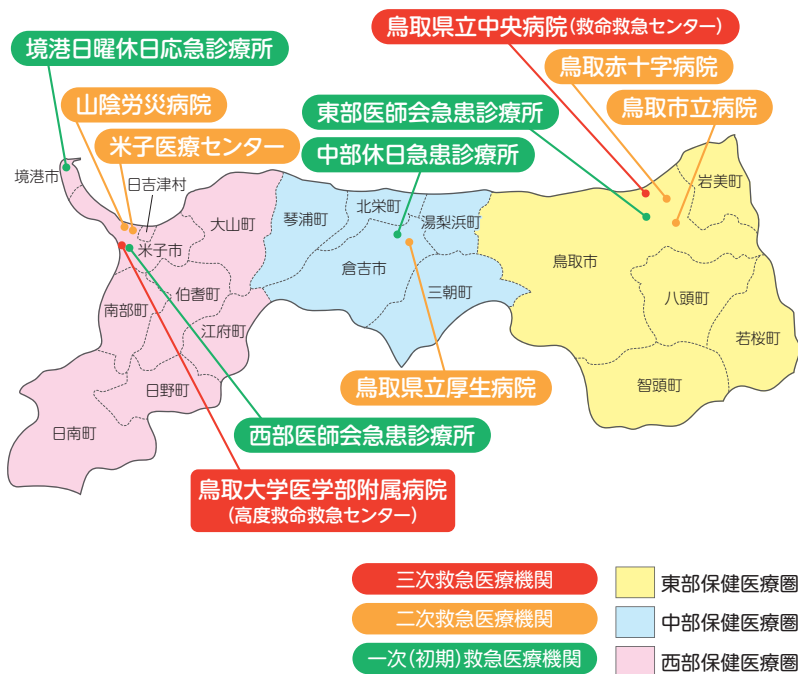 鳥取県立中央病院(救命救急センター)
境港日曜休日応急診療所
鳥取赤十字病院
山陰労災病院
東部医師会急患診療所
鳥取市立病院
米子医療センター
中部休日急患診療所
境港市
日吉津村
岩美町
大山町
琴浦町
北栄町
湯梨浜町
米子市
鳥取市
倉吉市
伯耆町
三朝町
南部町
八頭町
江府町
若桜町
日野町
鳥取県立厚生病院
智頭町
日南町
西部医師会急患診療所
鳥取大学医学部附属病院
(高度救命救急センター)
三次救急医療機関
東部保健医療圏
二次救急医療機関
中部保健医療圏
一次(初期)救急医療機関
西部保健医療圏